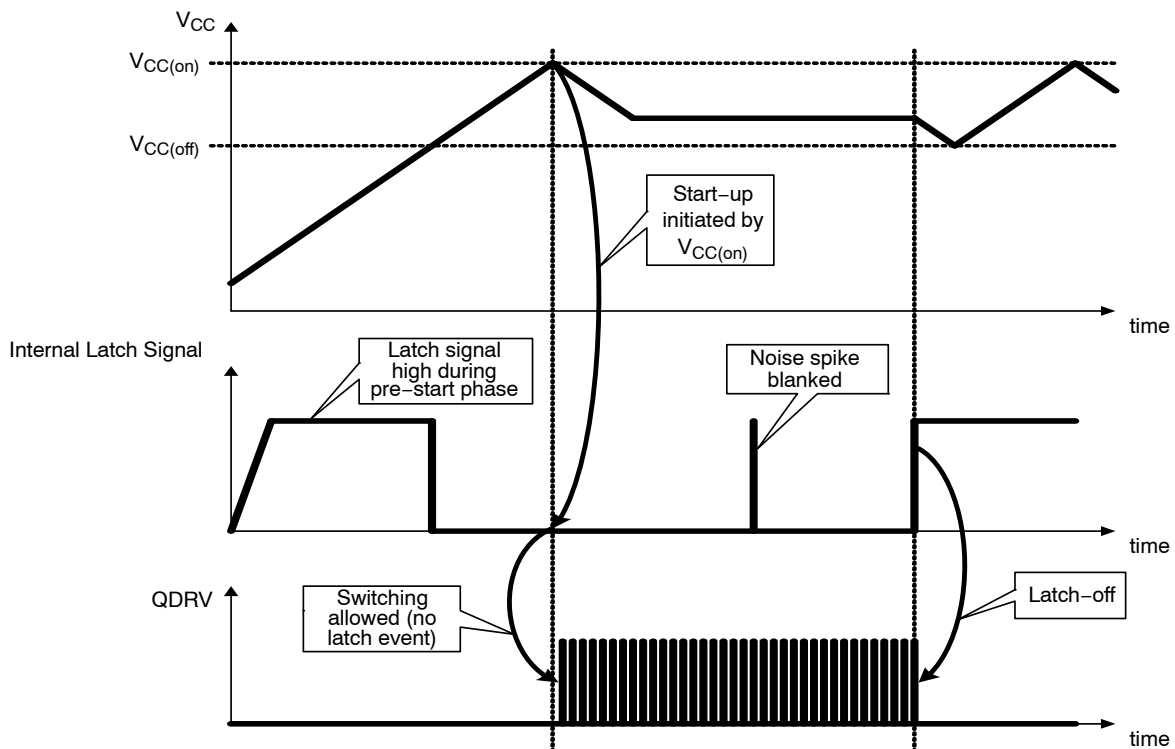 VCC
VCC(on)
VCC(off)
Start−up
initiated by
VCC(on)
time
Internal Latch Signal
Latch signal
high during
pre−start phase
Noise spike
blanked
time
QDRV
Switching
allowed (no
latch event)
Latch−off
time